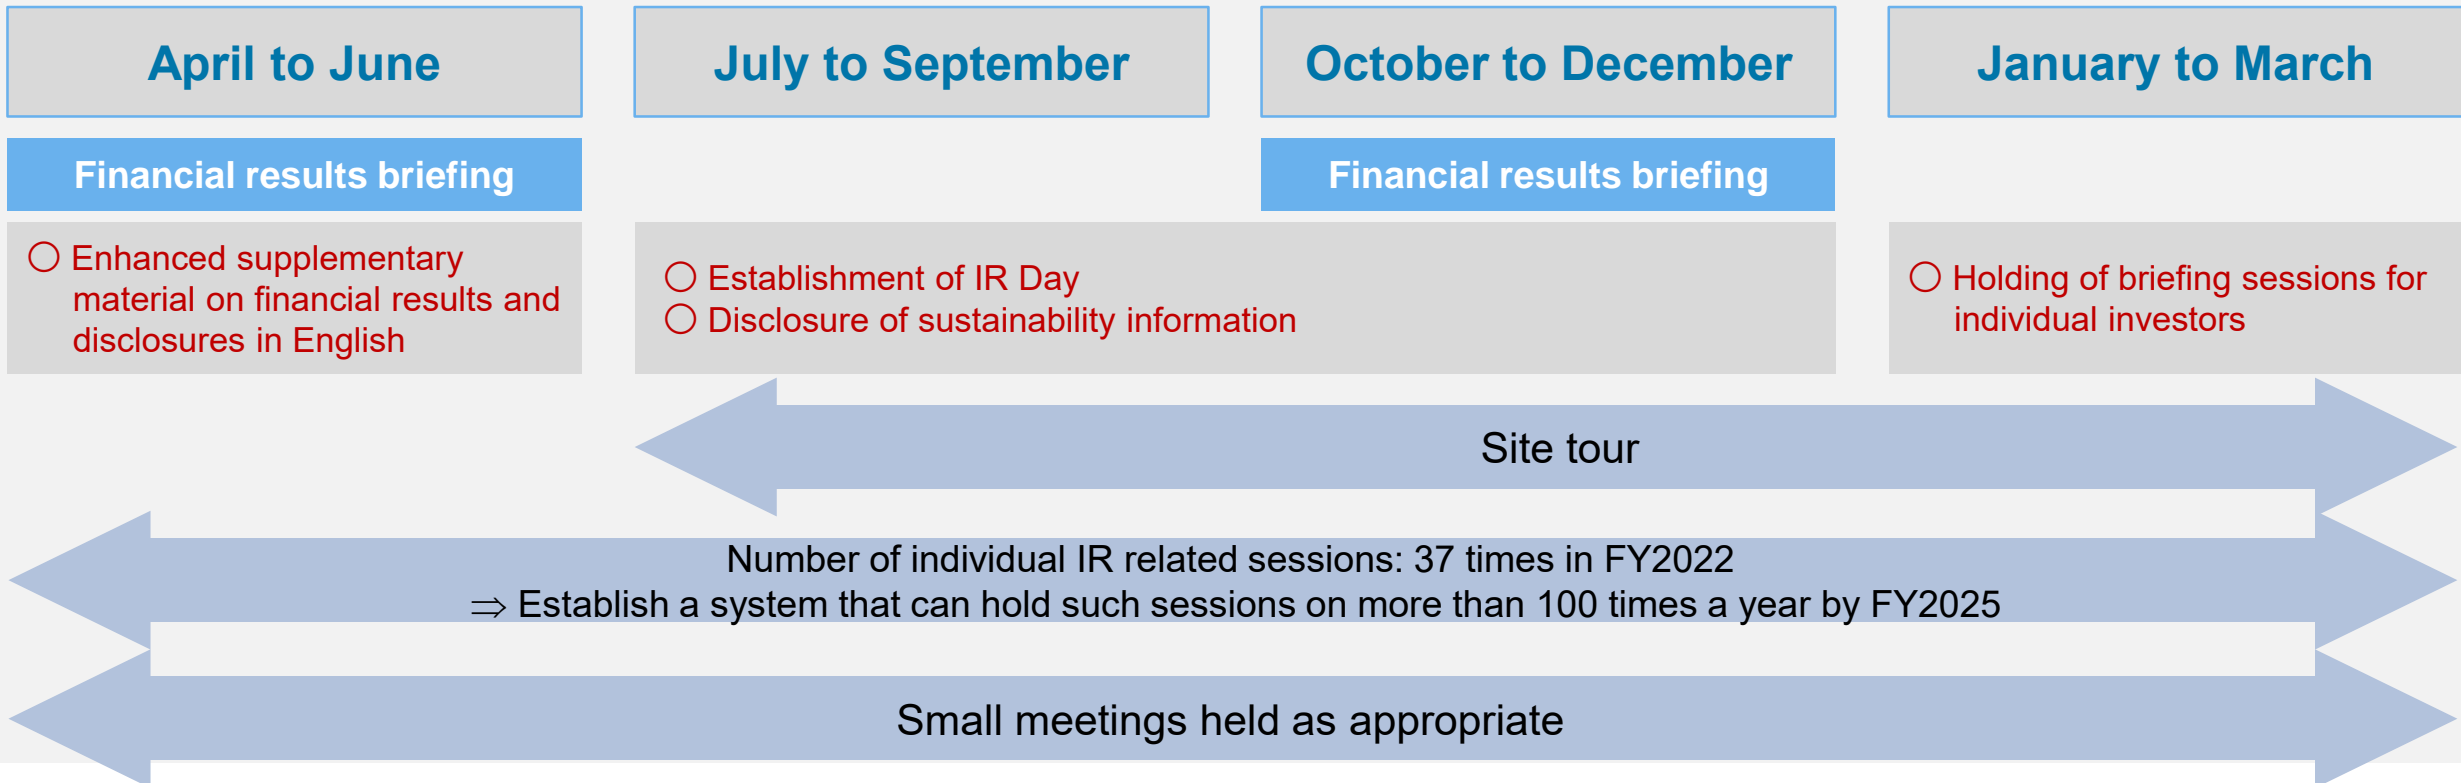 April to June
July to September
October to December
January to March
Financial results briefing
Financial results briefing
○ Enhanced supplementary
material on financial results and
disclosures in English
○ Establishment of IR Day
○ Disclosure of sustainability information
○ Holding of briefing sessions for
individual investors
Site tour
Number of individual IR related sessions: 37 times in FY2022
⇒ Establish a system that can hold such sessions on more than 100 times a year by FY2025
Small meetings held as appropriate